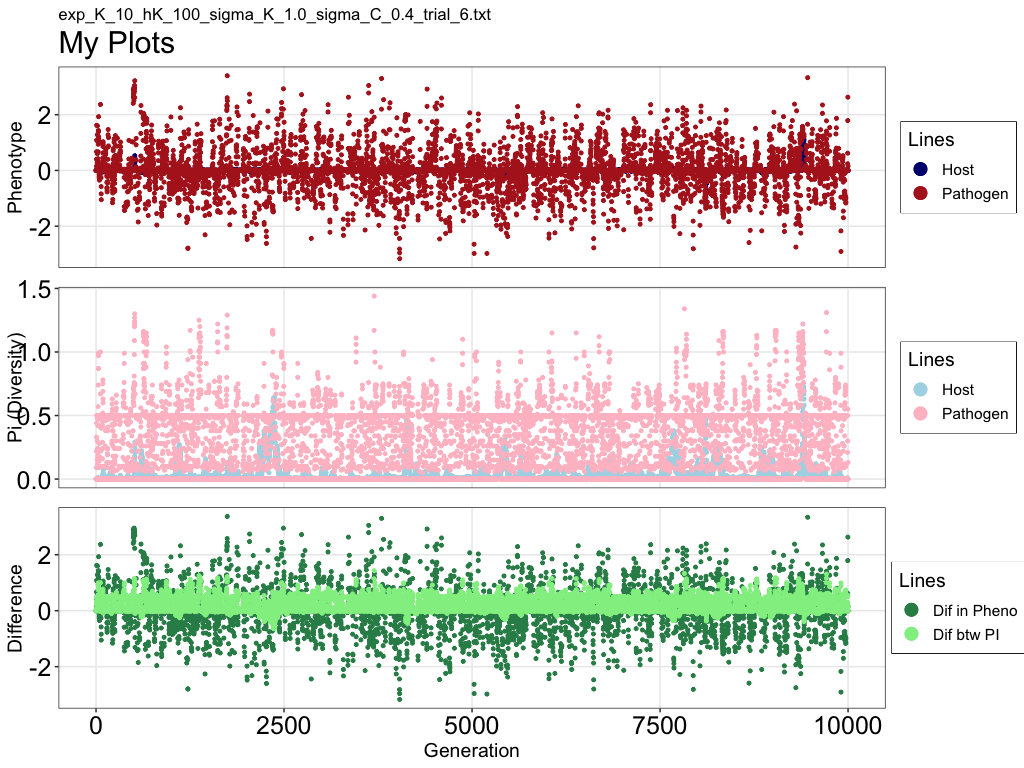 exp_K_10_hK_100_sigma_K_1.0_sigma_C_0.4_trial_6.txt
My Plots
Phenotype
2
0
-2
Lines
Host
Pathogen
Pi (Diversity)
1.5
1.0
0.5
0.0
Lines
Host
Pathogen
Difference
2
0
-2
Lines
Dif in Pheno
Dif btw PI
0 2500 5000 7500 10000
Generation